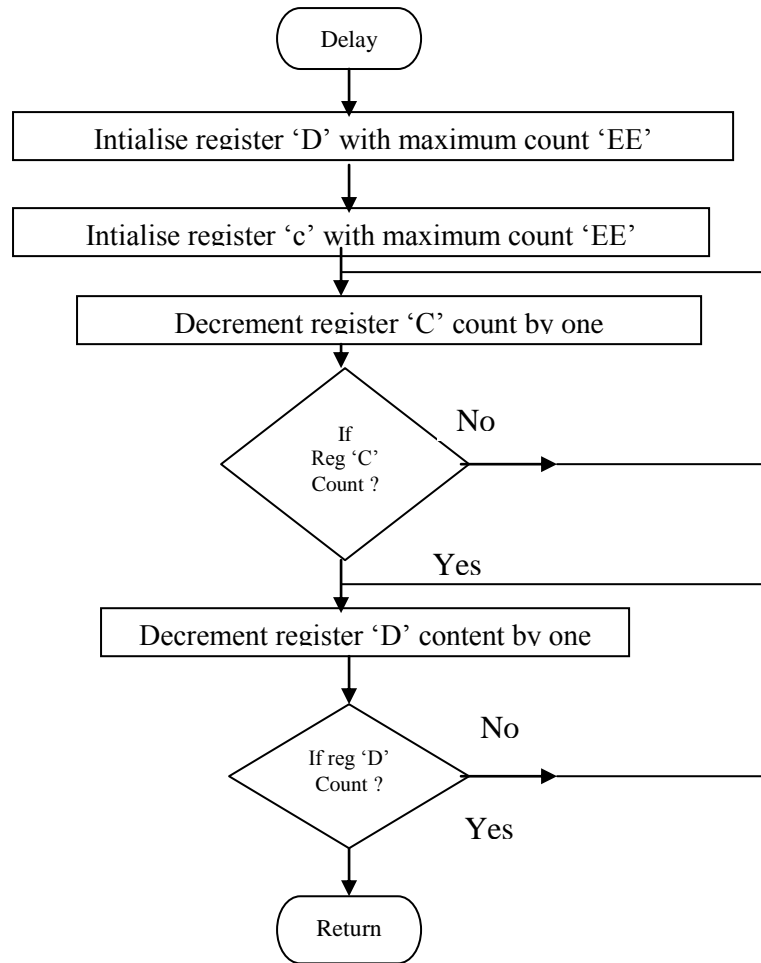 Delay
Intialise register ‘D’ with maximum count ‘EE’
Intialise register ‘c’ with maximum count ‘EE’
Decrement register ‘C’ count by one
If
Reg ‘C’
Count ?
No
Yes
Decrement register ‘D’ content by one
If reg ‘D’
Count ?
No
Yes
Return